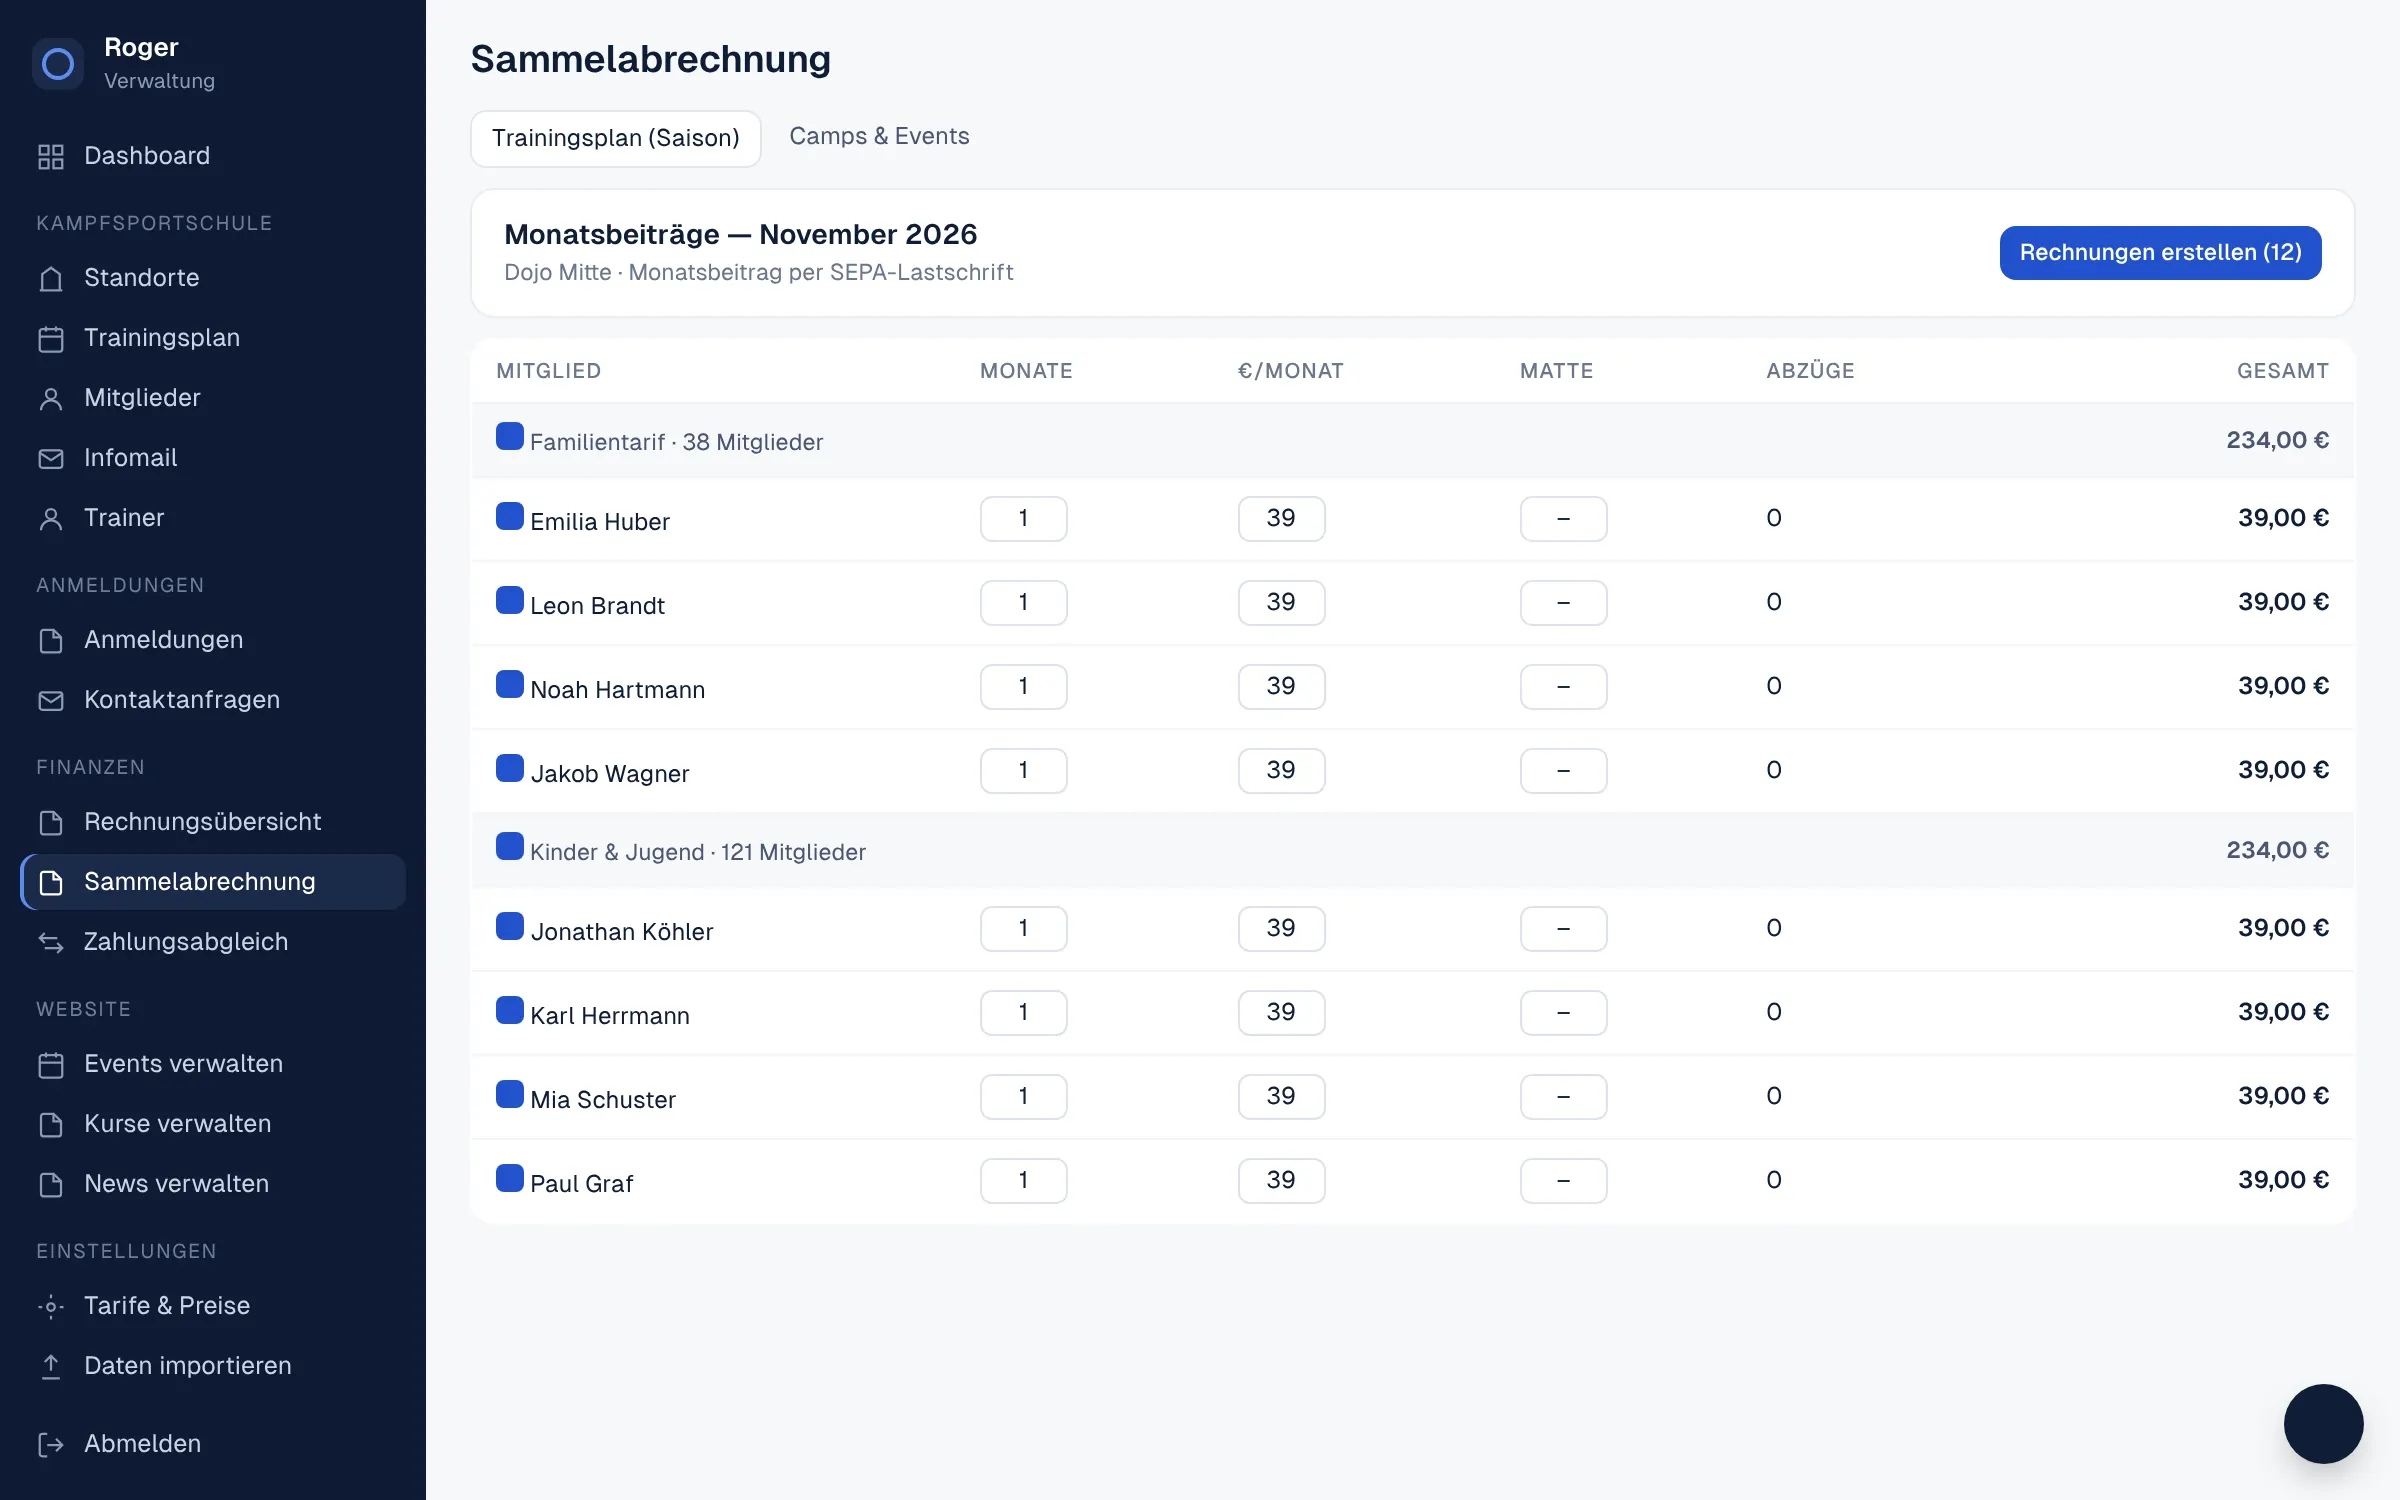 Roger
Verwaltung
Dashboard
KAMPFSPORTSCHULE
Standorte
Trainingsplan
Mitglieder
Infomail
Trainer
ANMELDUNGEN
Anmeldungen
Kontaktanfragen
FINANZEN
Rechnungsübersicht
Sammelabrechnung
Zahlungsabgleich
WEBSITE
Events verwalten
Kurse verwalten
News verwalten
EINSTELLUNGEN
Tarife & Preise
Daten importieren
Abmelden
Sammelabrechnung
Trainingsplan (Saison) Camps & Events
Monatsbeiträge — November 2026
Dojo Mitte · Monatsbeitrag per SEPA-Lastschrift
Rechnungen erstellen (12)
MITGLIED MONATE €/MONAT MATTE ABZÜGE GESAMT
Familientarif · 38 Mitglieder 234,00 €
Emilia Huber 1 39 – 0 39,00 €
Leon Brandt 1 39 – 0 39,00 €
Noah Hartmann 1 39 – 0 39,00 €
Jakob Wagner 1 39 – 0 39,00 €
Kinder & Jugend · 121 Mitglieder 234,00 €
Jonathan Köhler 1 39 – 0 39,00 €
Karl Herrmann 1 39 – 0 39,00 €
Mia Schuster 1 39 – 0 39,00 €
Paul Graf 1 39 – 0 39,00 €